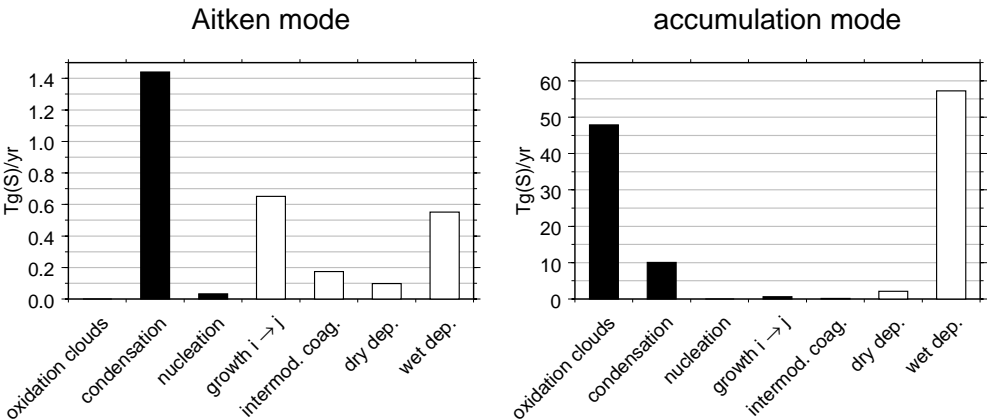 Aitken mode
Tg(S)/yr
1.4
1.2
1.0
0.8
0.6
0.4
0.2
0.0
oxidation clouds
condensation
nucleation
growth i → j
intermod. coag.
dry dep.
wet dep.
accumulation mode
Tg(S)/yr
60
50
40
30
20
10
0
oxidation clouds
condensation
nucleation
growth i → j
intermod. coag.
dry dep.
wet dep.